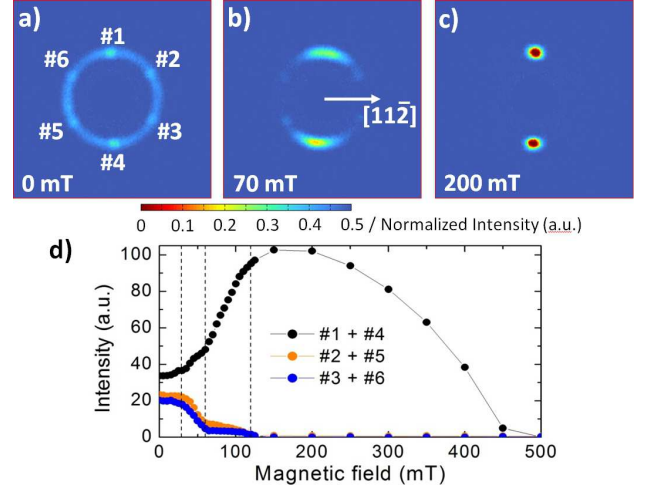 a)
#1
#6
#2
#5
#3
#4
0 mT
b)
[112̄]
70 mT
c)
200 mT
0 0.1 0.2 0.3 0.4 0.5 / Normalized Intensity (a.u.)
d)
100
80
60
40
20
0
Intensity (a.u.)
#1 + #4
#2 + #5
#3 + #6
0 100 200 300 400 500
Magnetic field (mT)